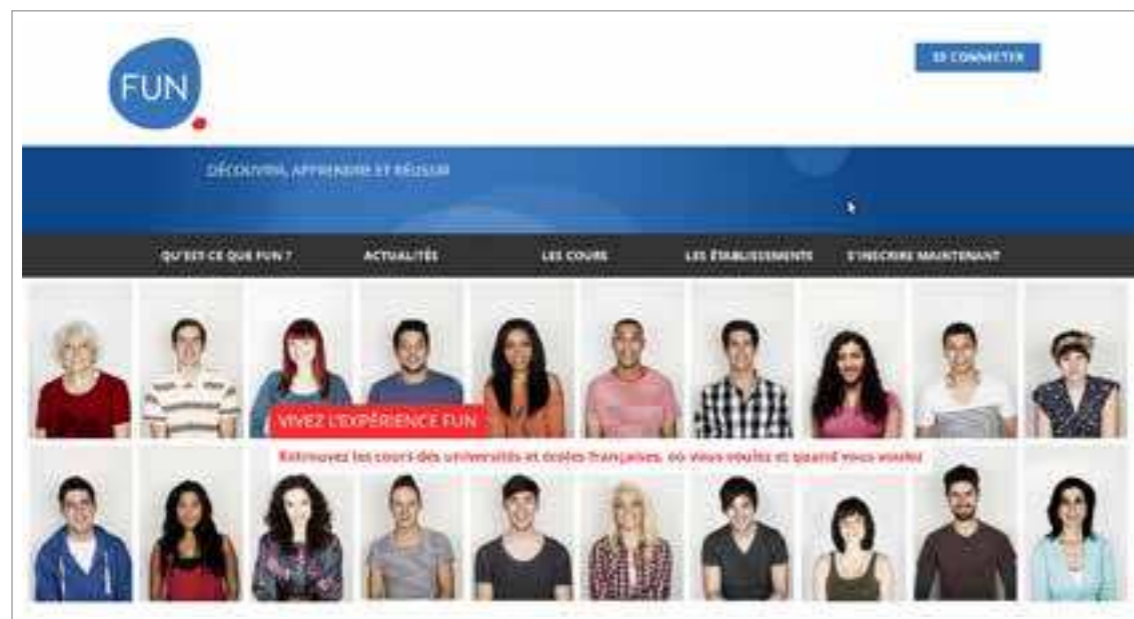 FUN
SE CONNECTER
DÉCOUVRIR, APPRENDRE ET RÉUSSIR
QU'EST-CE QUE FUN ?
ACTUALITÉS
LES COURS
LES ÉTABLISSEMENTS
S'INSCRIRE MAINTENANT
VIVEZ L'EXPÉRIENCE FUN
Retrouvez les cours des universités et écoles françaises, où vous voulez et quand vous voulez